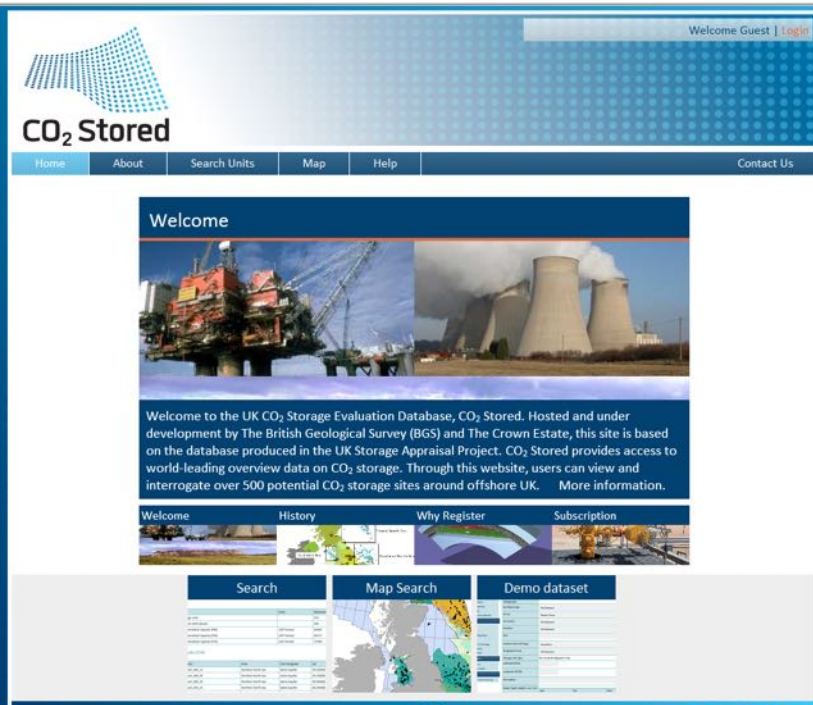 Welcome Guest | Login
CO₂ Stored
Home About Search Units Map Help Contact Us
Welcome
Welcome to the UK CO₂ Storage Evaluation Database, CO₂ Stored. Hosted and under
development by The British Geological Survey (BGS) and The Crown Estate, this site is based
on the database produced in the UK Storage Appraisal Project. CO₂ Stored provides access to
world-leading overview data on CO₂ storage. Through this website, users can view and
interrogate over 500 potential CO₂ storage sites around offshore UK. More information.
Welcome History Why Register Subscription
Search Map Search Demo dataset